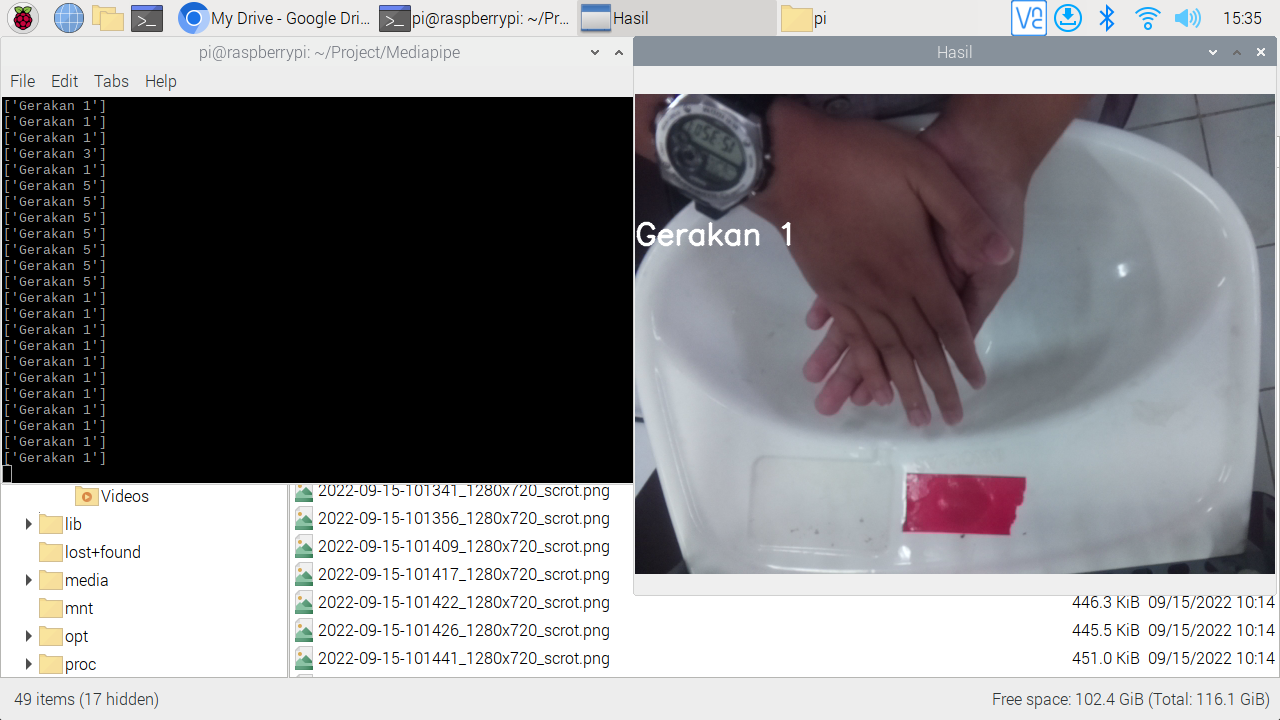 My Drive - Google Dri...
pi@raspberrypi: ~/Pr...
Hasil
pi
15:35
pi@raspberrypi: ~/Project/Mediapipe
Hasil
File Edit Tabs Help
['Gerakan 1']
['Gerakan 1']
['Gerakan 1']
['Gerakan 3']
['Gerakan 1']
['Gerakan 5']
['Gerakan 5']
['Gerakan 5']
['Gerakan 5']
['Gerakan 5']
['Gerakan 5']
['Gerakan 5']
['Gerakan 1']
['Gerakan 1']
['Gerakan 1']
['Gerakan 1']
['Gerakan 1']
['Gerakan 1']
['Gerakan 1']
['Gerakan 1']
['Gerakan 1']
['Gerakan 1']
['Gerakan 1']
Gerakan 1
Videos
lib
lost+found
media
mnt
opt
proc
2022-09-15-101341_1280x720_scrot.png
2022-09-15-101356_1280x720_scrot.png
2022-09-15-101409_1280x720_scrot.png
2022-09-15-101417_1280x720_scrot.png
2022-09-15-101422_1280x720_scrot.png 446.3 KiB 09/15/2022 10:14
2022-09-15-101426_1280x720_scrot.png 445.5 KiB 09/15/2022 10:14
2022-09-15-101441_1280x720_scrot.png 451.0 KiB 09/15/2022 10:14
49 items (17 hidden)
Free space: 102.4 GiB (Total: 116.1 GiB)